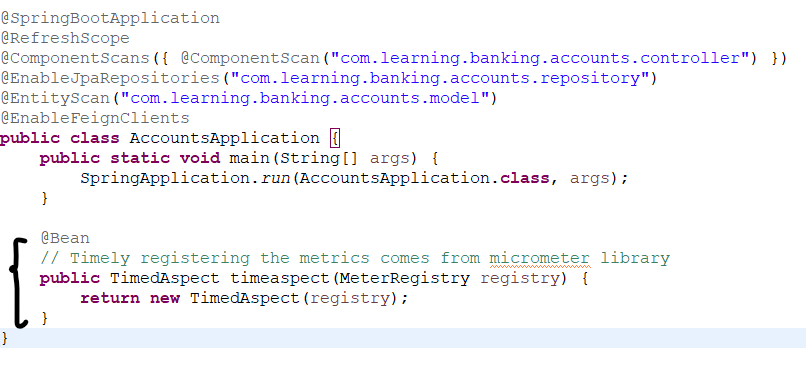 @SpringBootApplication
@RefreshScope
@ComponentScans({ @ComponentScan("com.learning.banking.accounts.controller") })
@EnableJpaRepositories("com.learning.banking.accounts.repository")
@EntityScan("com.learning.banking.accounts.model")
@EnableFeignClients
public class AccountsApplication {
    public static void main(String[] args) {
        SpringApplication.run(AccountsApplication.class, args);
    }
    @Bean
    // Timely registering the metrics comes from micrometer library
    public TimedAspect timeaspect(MeterRegistry registry) {
        return new TimedAspect(registry);
    }
}